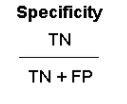 Specificity
TN
TN + FP